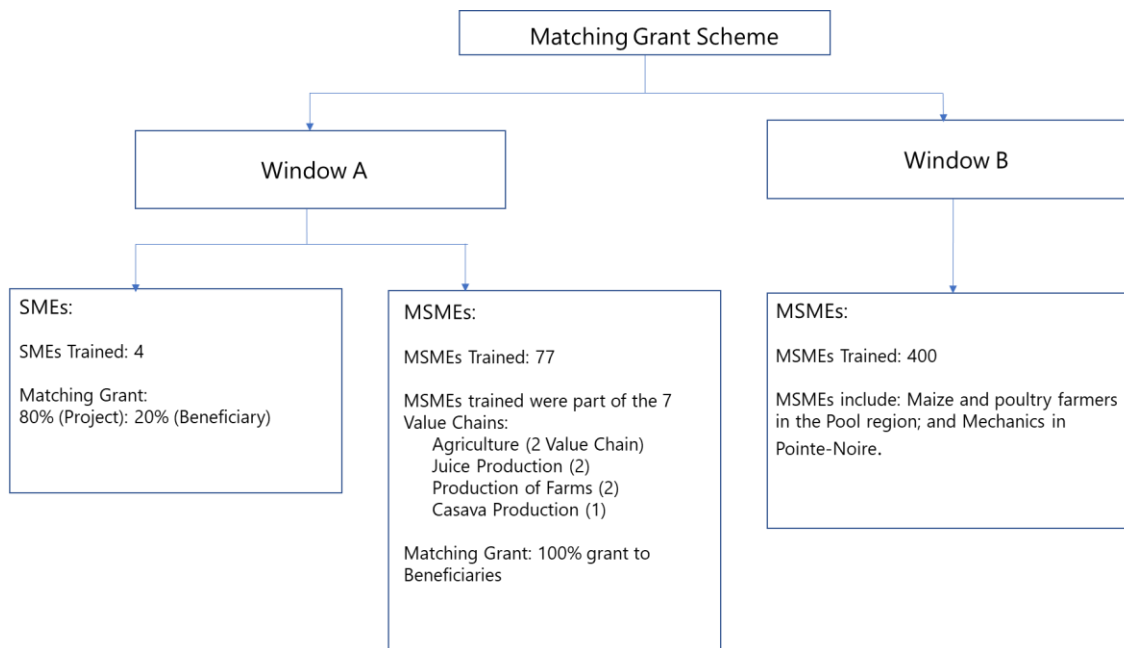 Matching Grant Scheme
Window A
Window B
SMEs:
SMEs Trained: 4
Matching Grant:
80% (Project): 20% (Beneficiary)
MSMEs:
MSMEs Trained: 77
MSMEs trained were part of the 7
Value Chains:
Agriculture (2 Value Chain)
Juice Production (2)
Production of Farms (2)
Casava Production (1)
Matching Grant: 100% grant to
Beneficiaries
MSMEs:
MSMEs Trained: 400
MSMEs include: Maize and poultry farmers
in the Pool region; and Mechanics in
Pointe-Noire.